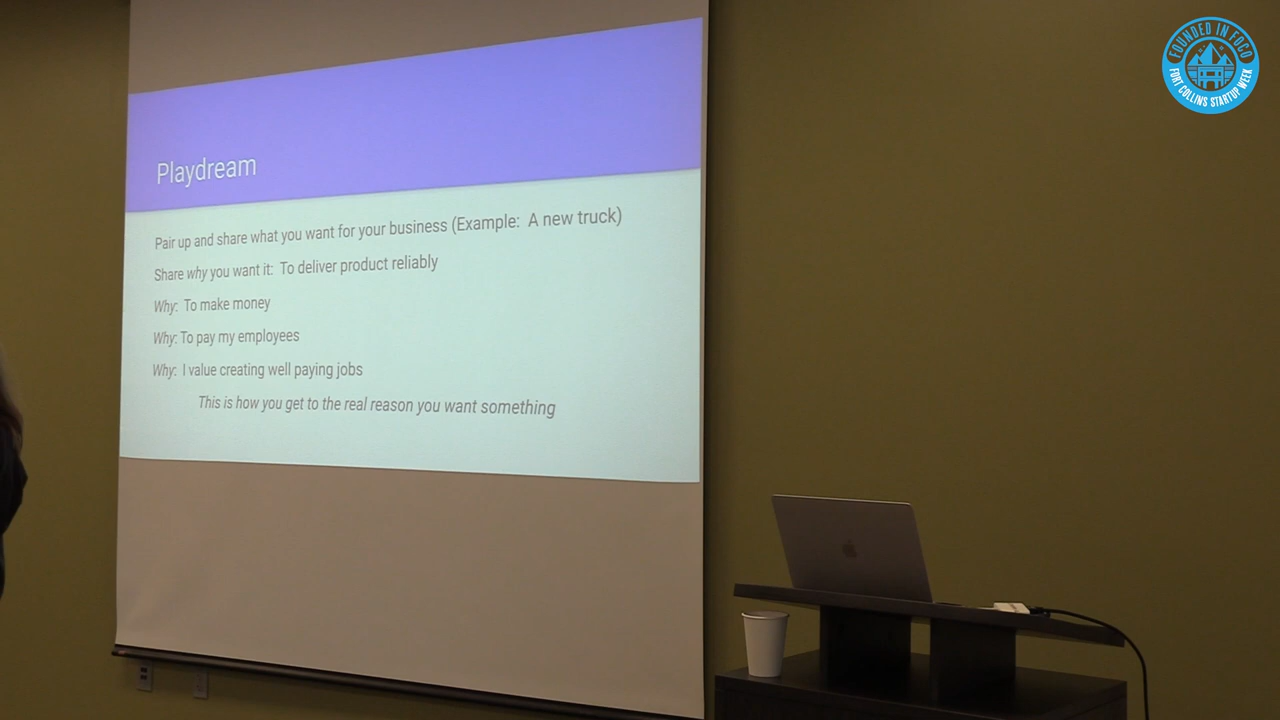 Playdream
Pair up and share what you want for your business (Example: A new truck)
Share why you want it: To deliver product reliably
Why: To make money
Why: To pay my employees
Why: I value creating well paying jobs
This is how you get to the real reason you want something
FOUNDED IN FOCO
FORT COLLINS STARTUP WEEK